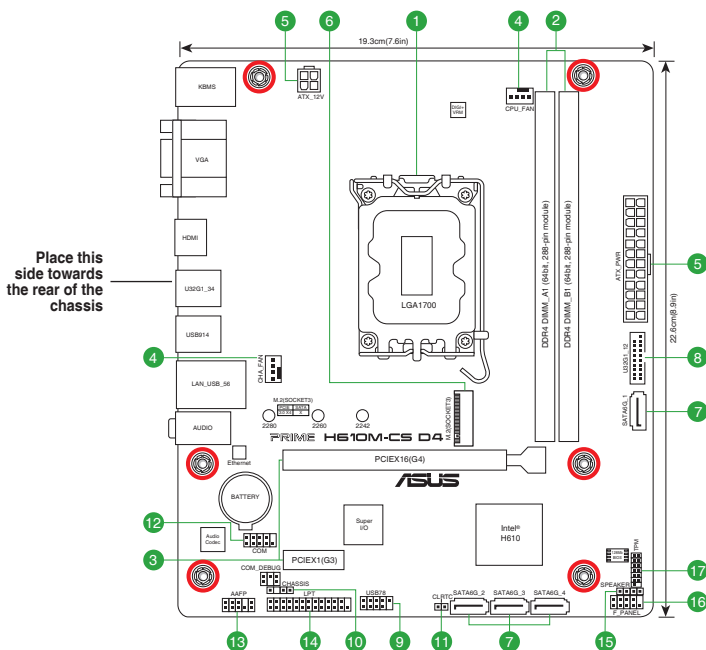 5
6
1
4
2
19.3cm(7.6in)
KBMS
ATX_12V
DIGI+
VRM
CPU_FAN
VGA
HDMI
Place this
side towards
the rear of the
chassis
U32G1_34
USB914
LAN_USB_56
AUDIO
LGA1700
DDR4 DIMM_A1 (64bit, 288-pin module)
DDR4 DIMM_B1 (64bit, 288-pin module)
ATX_PWR
5
22.6cm(8.9in)
U32G1_12
8
SATA6G_1
7
4
CHA_FAN
M.2(SOCKET3)
PCIE SATA
X
2280
2260
2242
M.2(SOCKET3)
PRIME H610M-CS D4
ASUS
Ethernet
PCIEX16(G4)
BATTERY
12
Audio
Codec
COM
Super
I/O
Intel®
H610
128Mb
BIOS
TPM
17
3
PCIEX1(G3)
COM_DEBUG
CHASSIS
AAFP
LPT
USB78
CLRTC
SATA6G_2
SATA6G_3
SATA6G_4
SPEAKER
F_PANEL
16
13
14
10
9
11
7
15